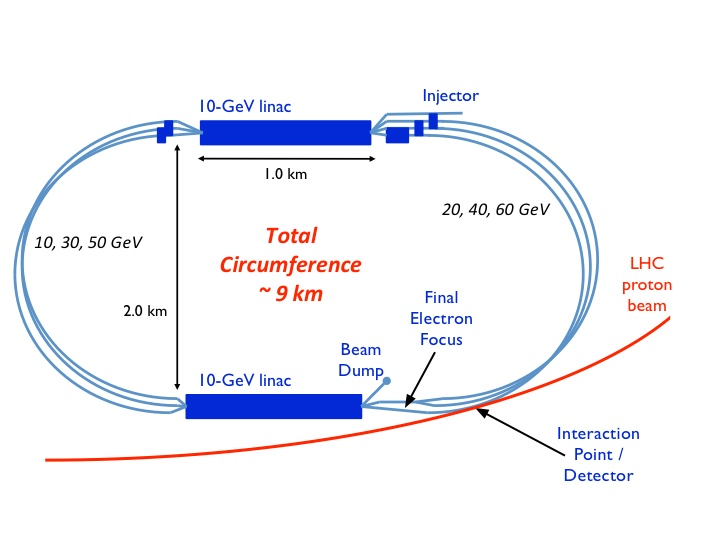 Injector
10-GeV linac
1.0 km
20, 40, 60 GeV
10, 30, 50 GeV
Total
Circumference
~ 9 km
LHC
proton
beam
2.0 km
Final
Electron
Focus
Beam
Dump
10-GeV linac
Interaction
Point /
Detector